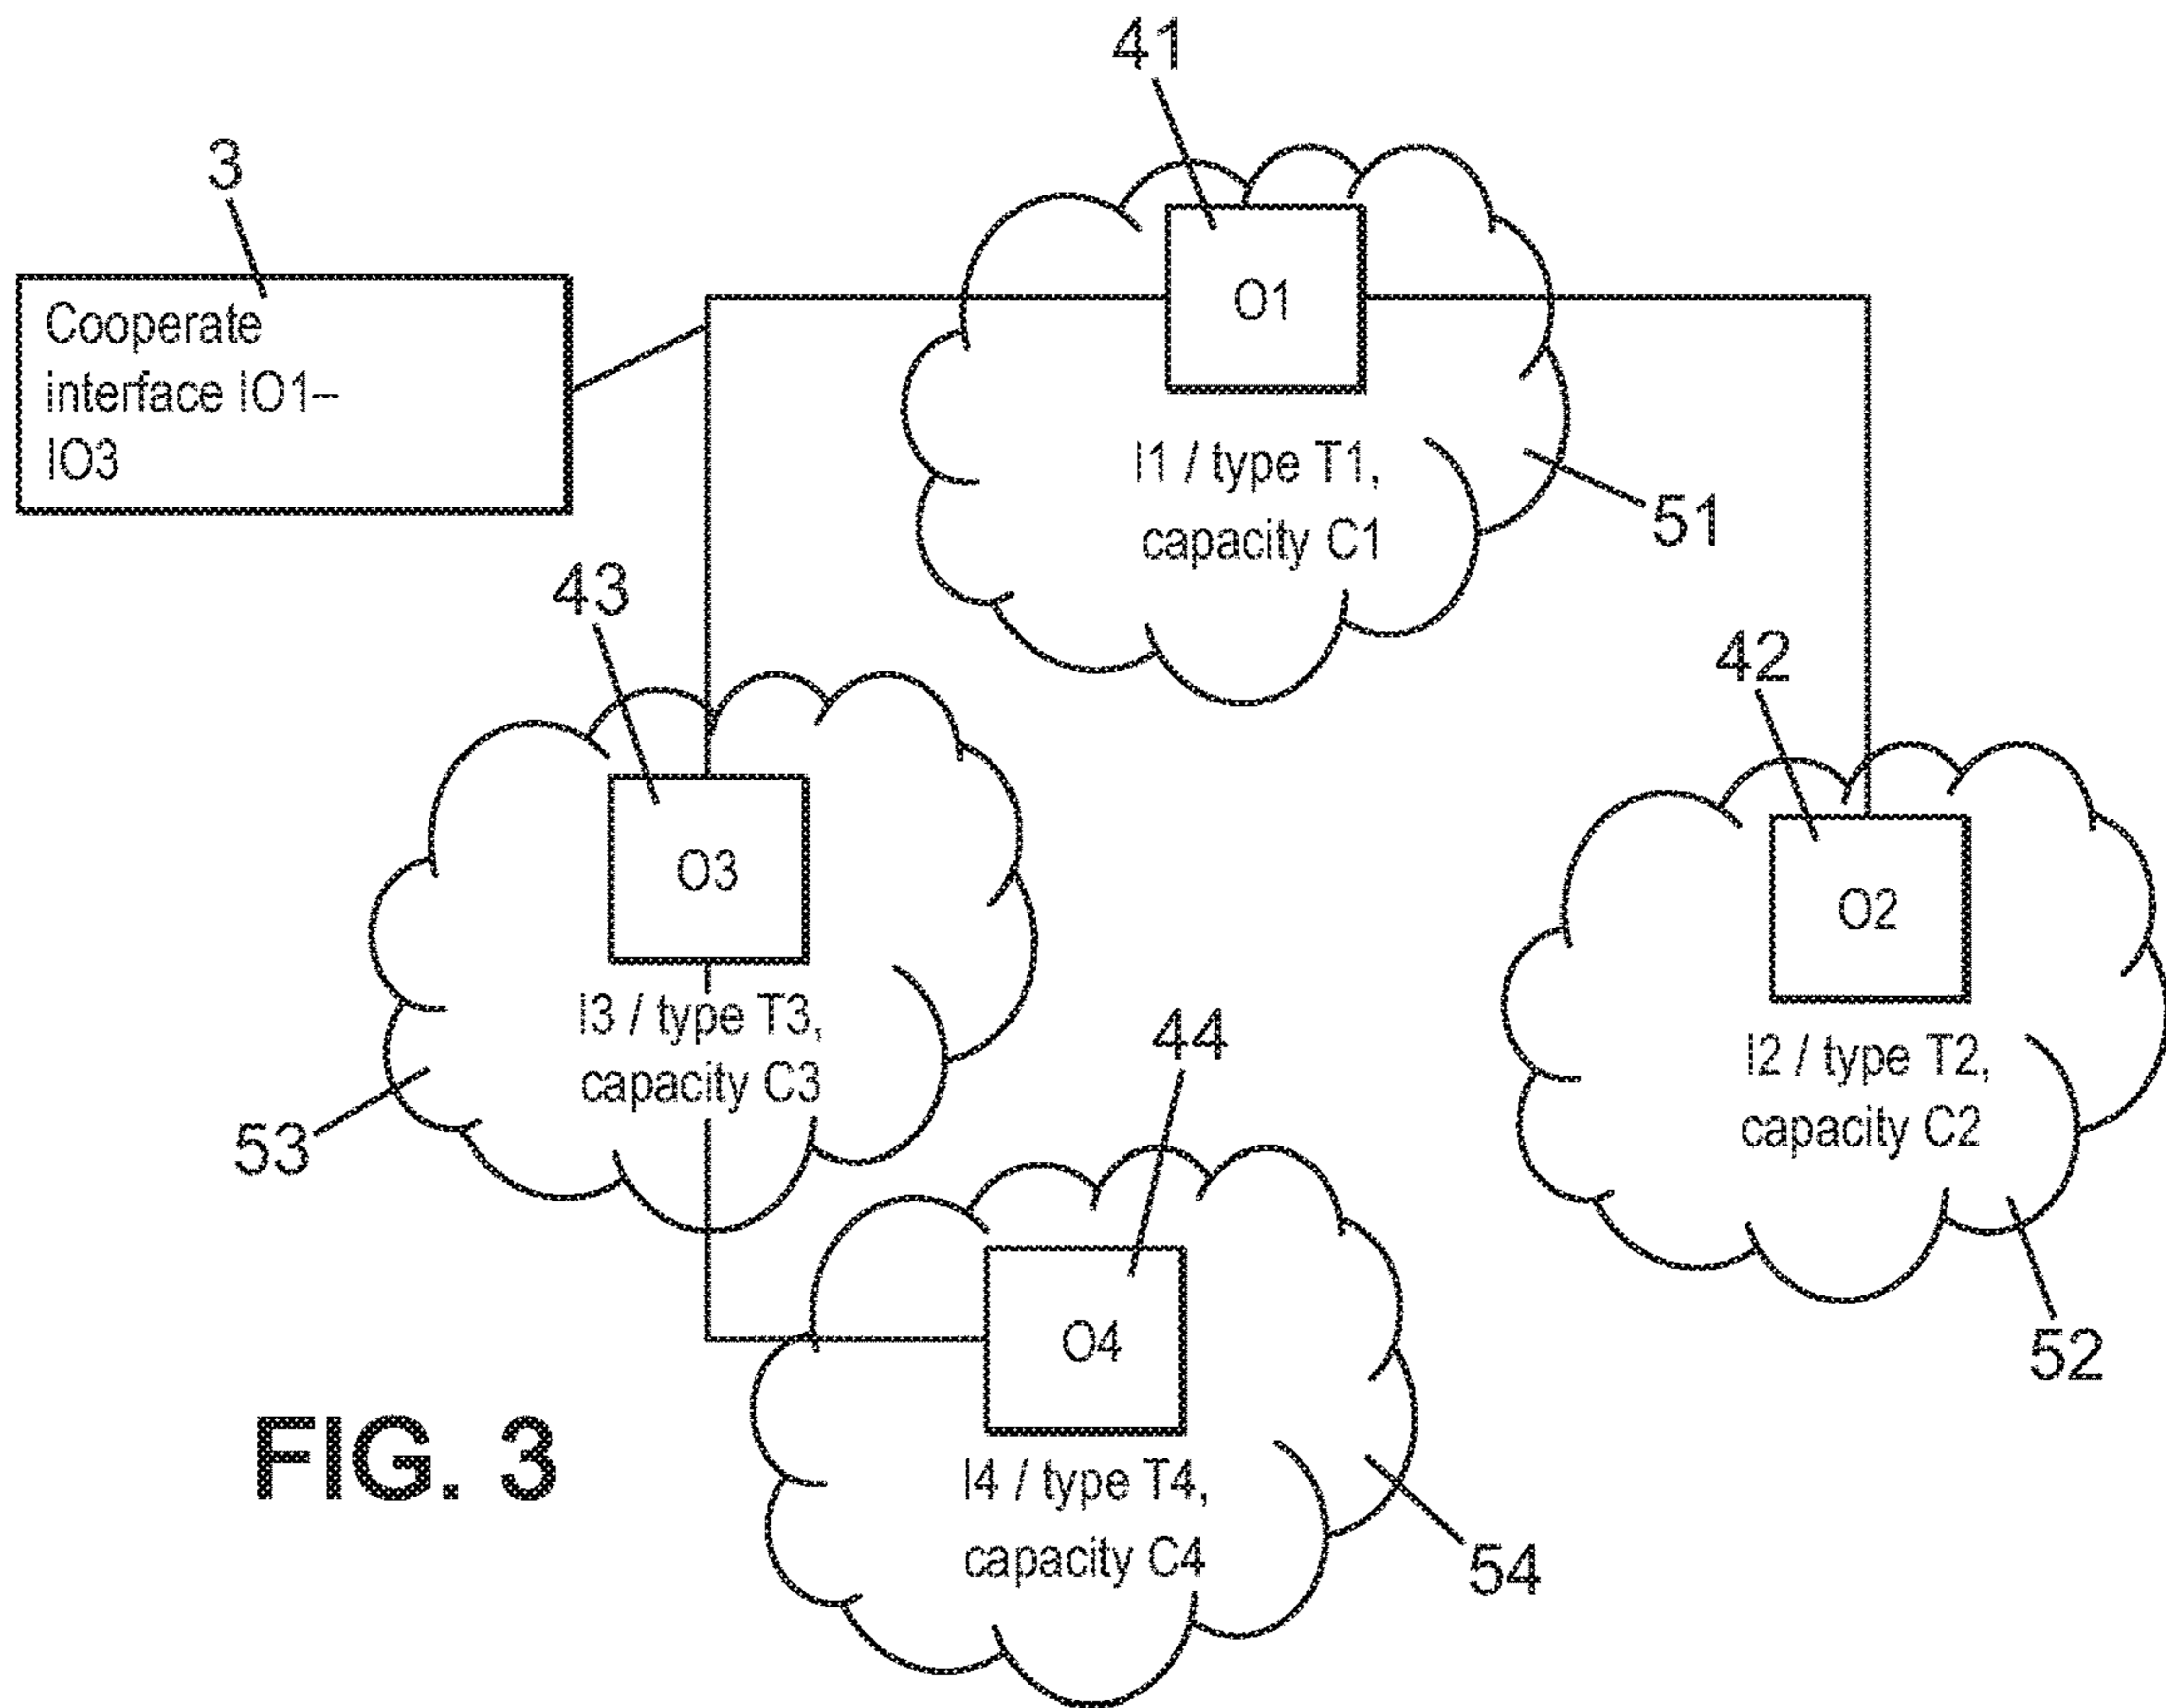 41
3
O1
Cooperate
interface IO1–
IO3
I1 / type T1,
capacity C1
51
43
42
O3
O2
I3 / type T3,
capacity C3
44
I2 / type T2,
capacity C2
53
52
O4
FIG. 3
I4 / type T4,
capacity C4
54